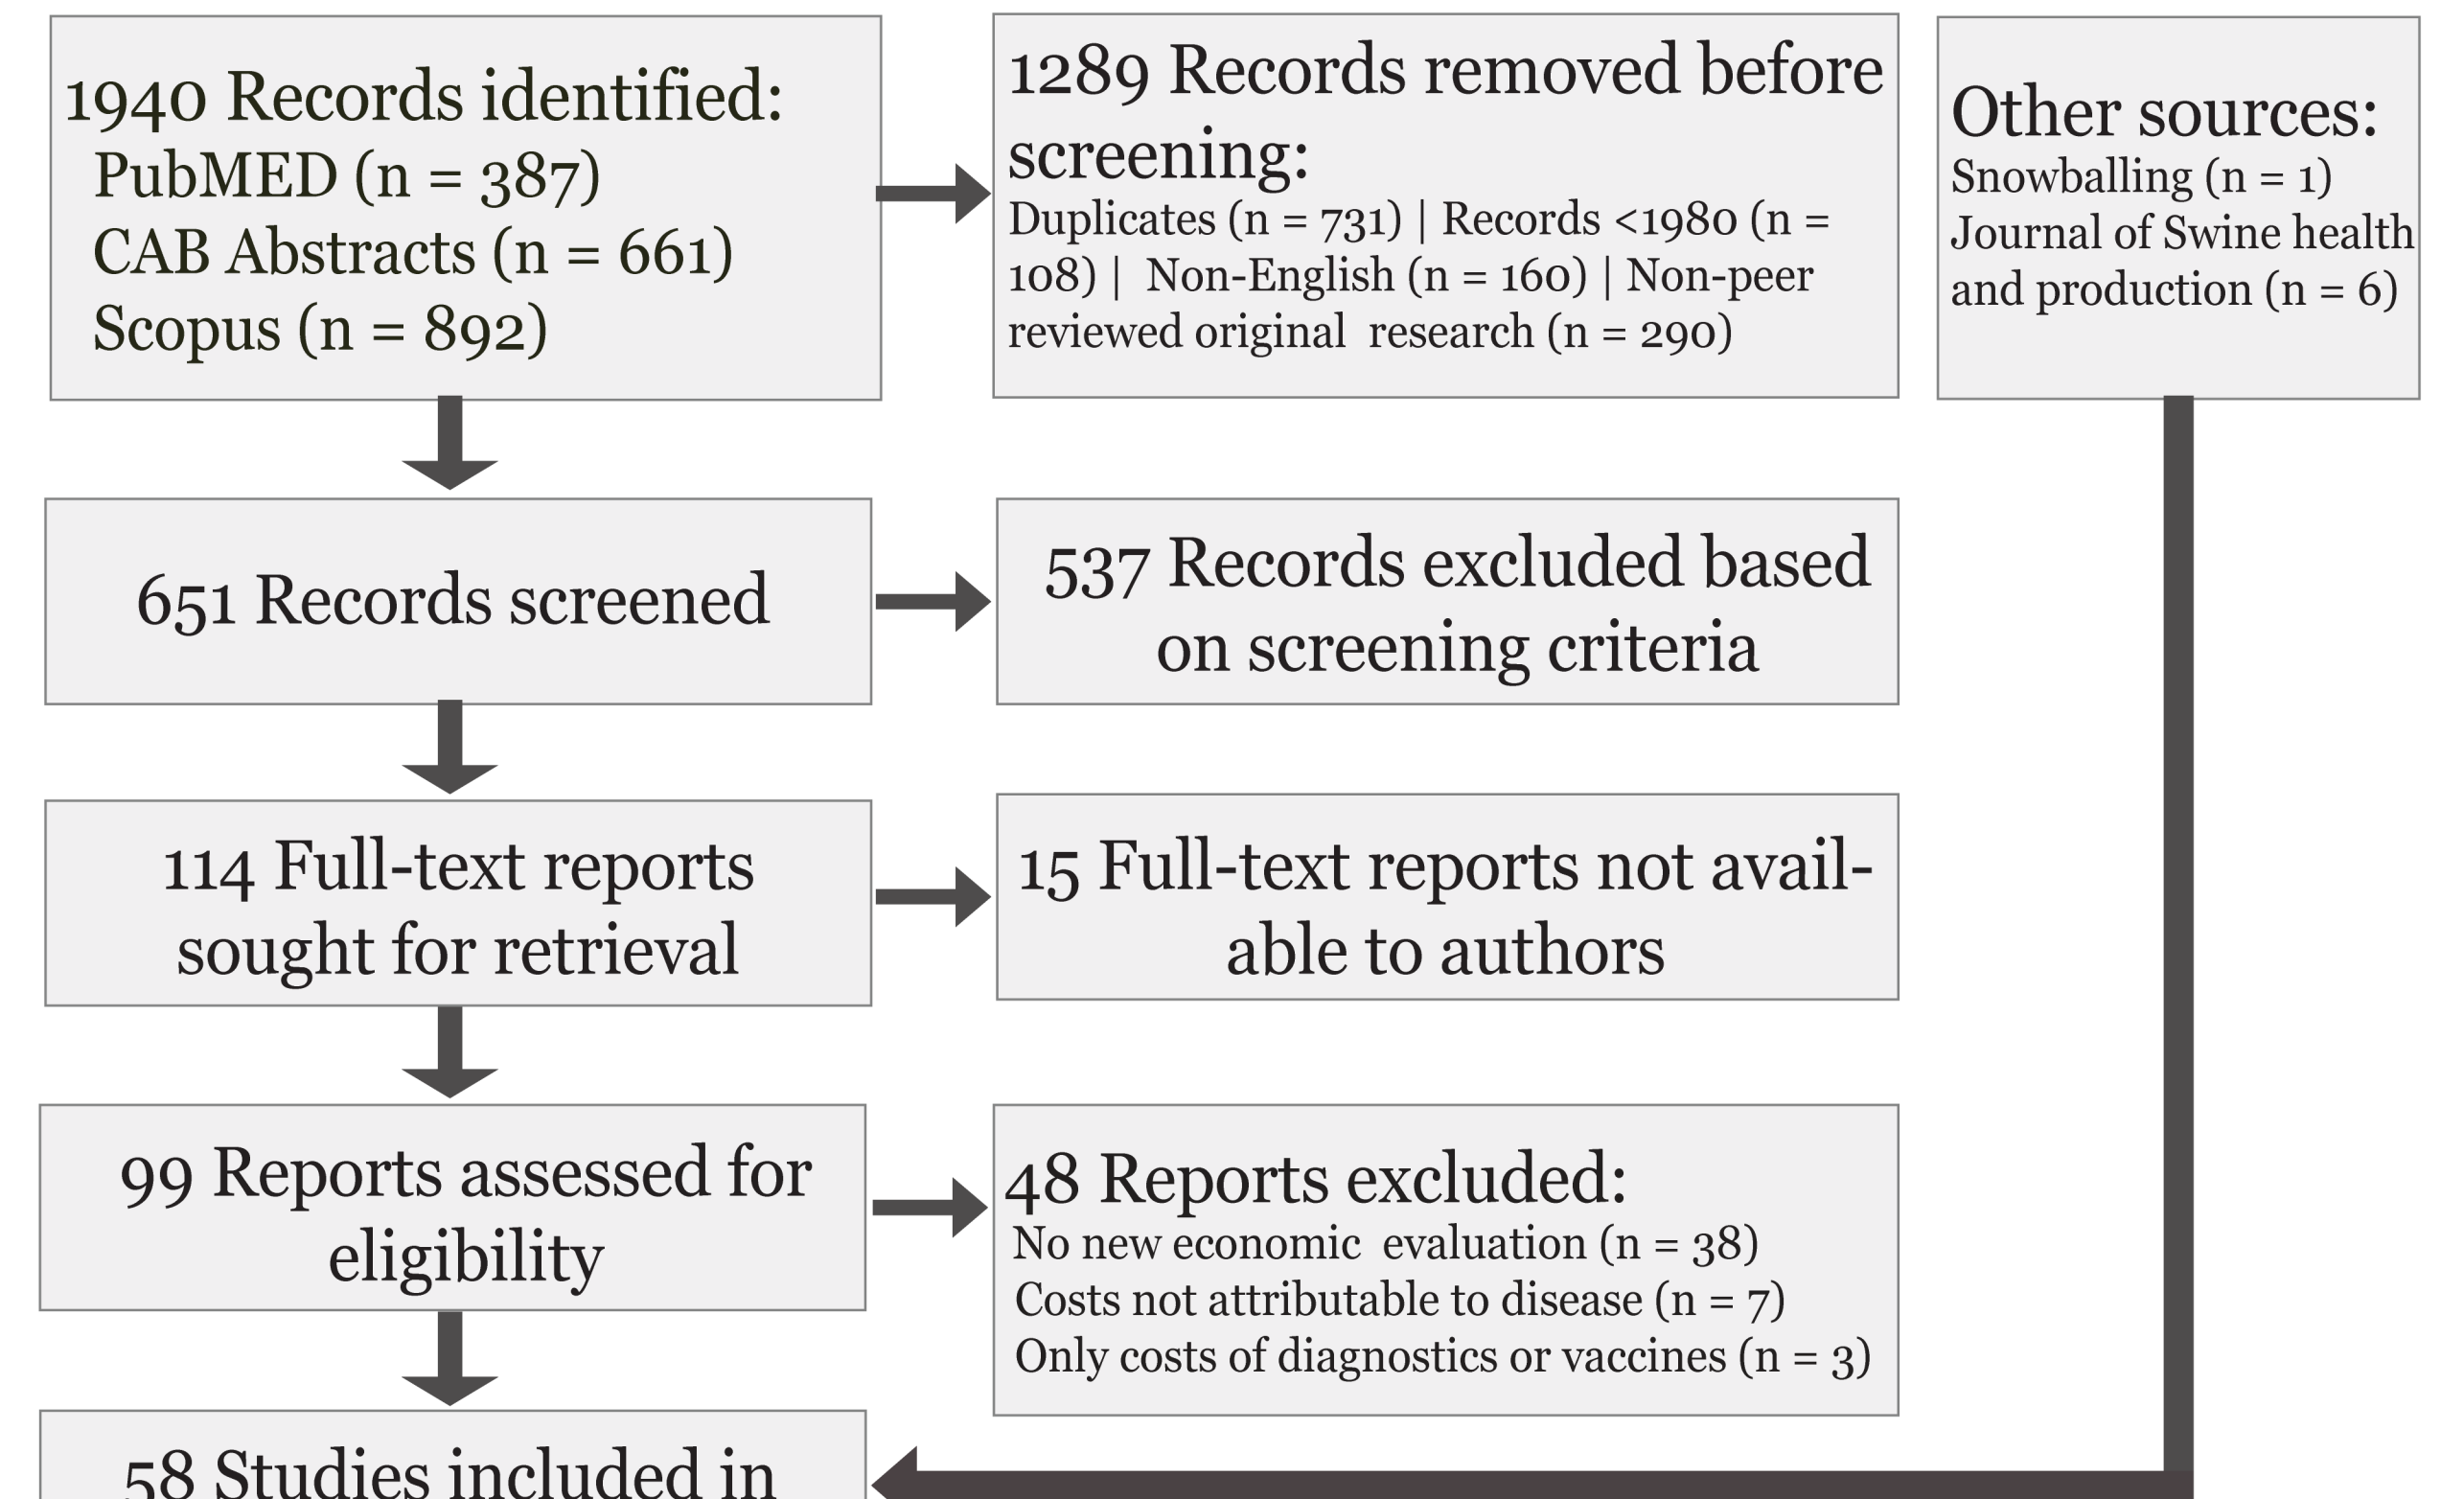 1940 Records identified:
PubMED (n = 387)
CAB Abstracts (n = 661)
Scopus (n = 892)
1289 Records removed before
screening:
Duplicates (n = 731) | Records <1980 (n =
108) | Non-English (n = 160) | Non-peer
reviewed original research (n = 290)
Other sources:
Snowballing (n = 1)
Journal of Swine health
and production (n = 6)
651 Records screened
537 Records excluded based
on screening criteria
114 Full-text reports
sought for retrieval
15 Full-text reports not avail-
able to authors
99 Reports assessed for
eligibility
48 Reports excluded:
No new economic evaluation (n = 38)
Costs not attributable to disease (n = 7)
Only costs of diagnostics or vaccines (n = 3)
58 Studies included in